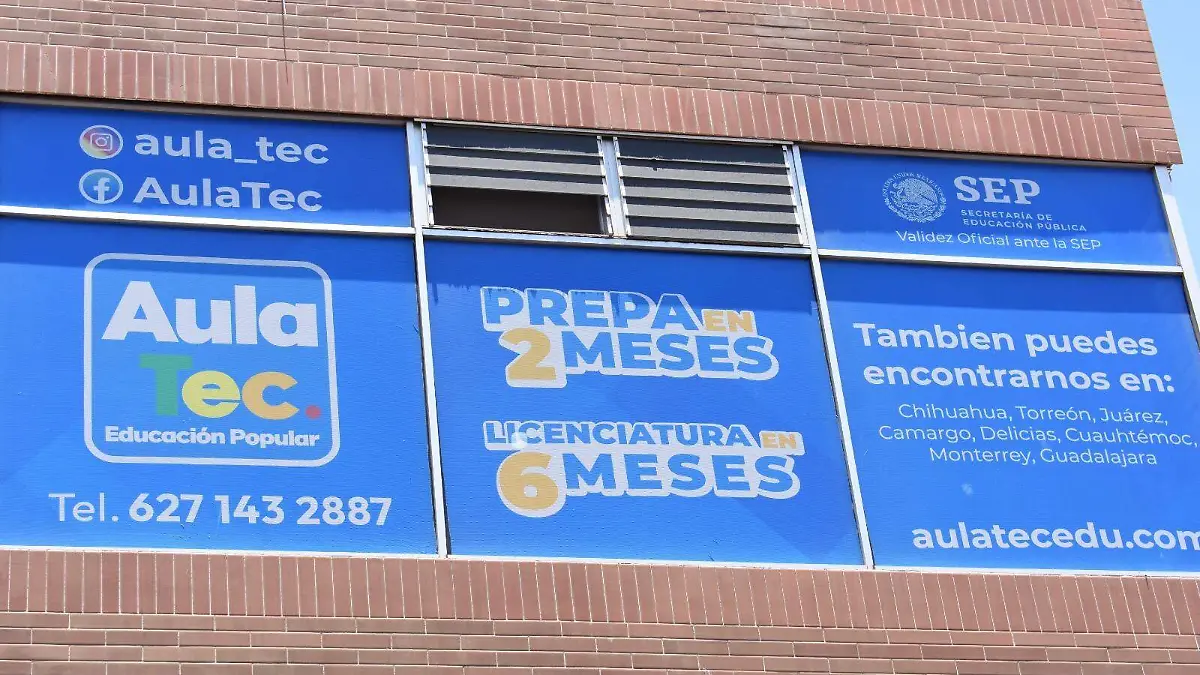 aula_tec
AulaTec
Aula
Tec.
Educación Popular
Tel. 627 143 2887
PREPA EN
2 MESES
LICENCIATURA EN
6 MESES
SEP
SECRETARÍA DE
EDUCACIÓN PÚBLICA
Validez Oficial ante la SEP
Tambien puedes
encontrarnos en:
Chihuahua, Torreón, Juárez,
Camargo, Delicias, Cuauhtémoc,
Monterrey, Guadalajara
aulatecedu.com